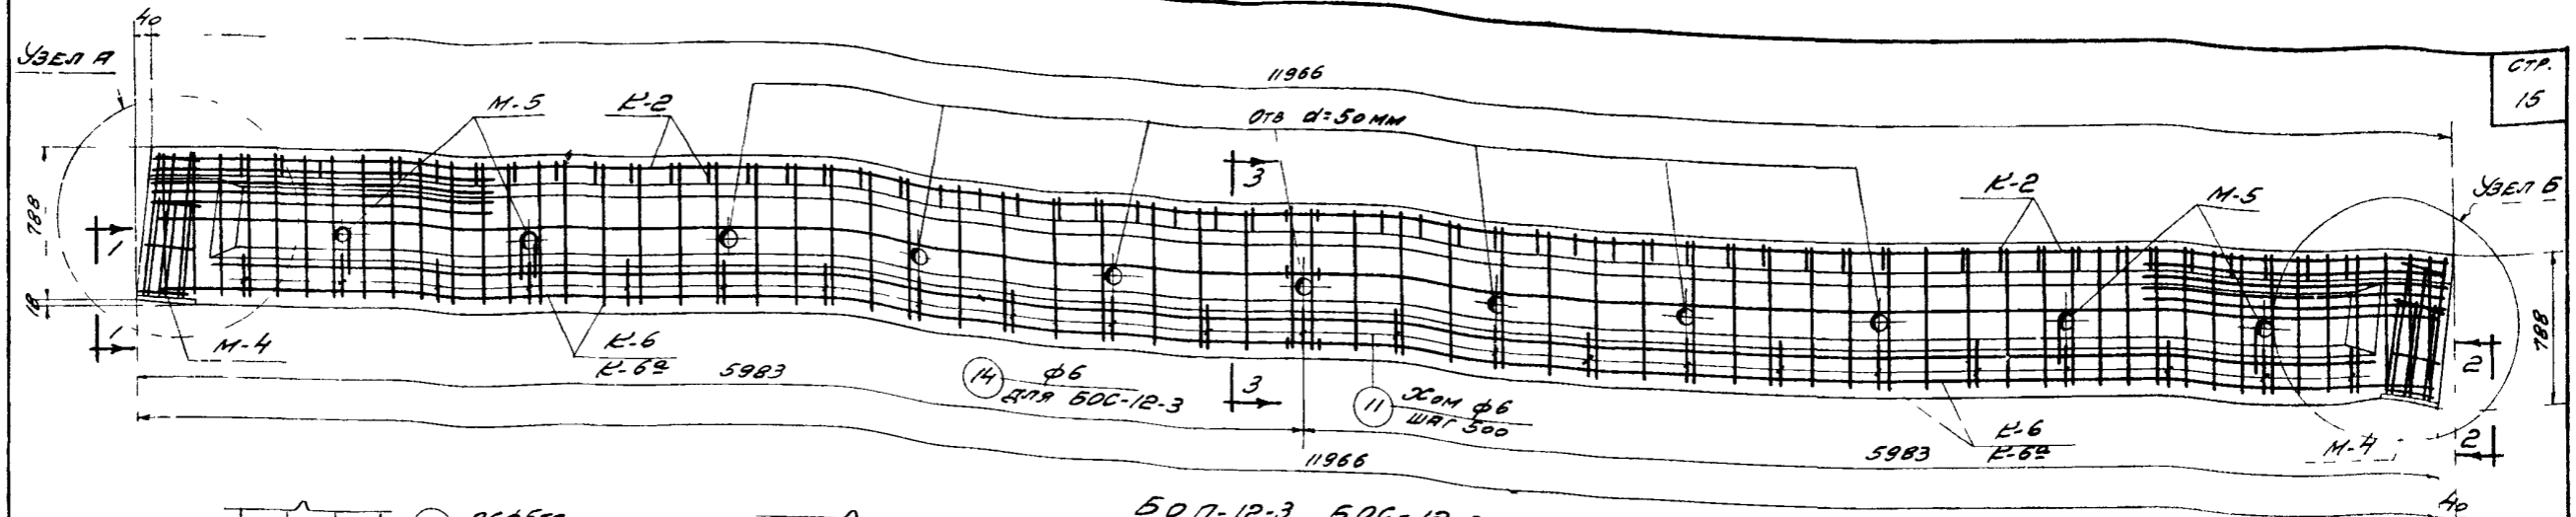 40
УЗЕЛ А
11966
СТР.
15
М-5
К-2
Отв d=50мм
3
К-2
М-5
УЗЕЛ Б
788
1
18
1
М-4
К-6
К-6а
5983
14 ф6
для БОС-12-3
3
11 Хом ф6
шаг 500
11966
5983
К-6
К-6а
М-4
2
2
788
40
БОП-12-3 БОС-12-